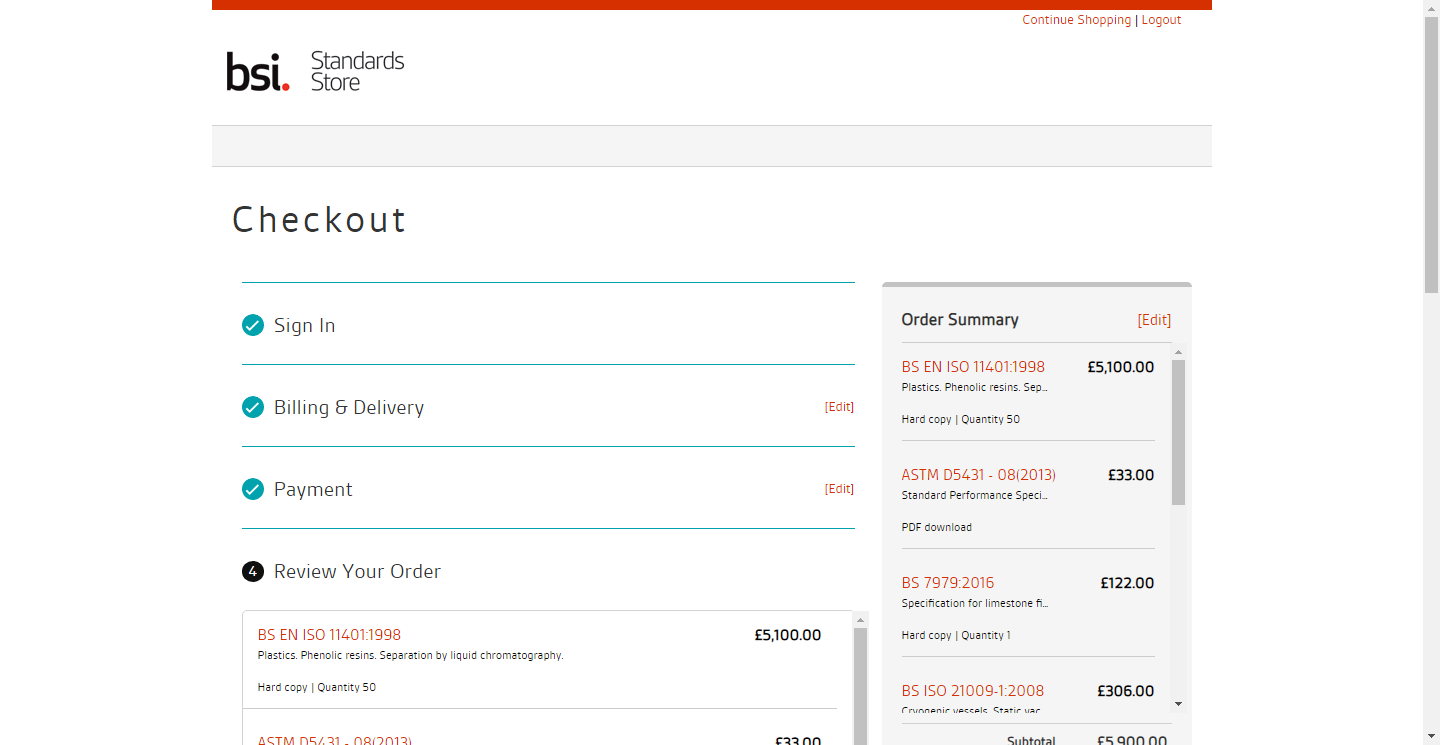 Continue Shopping | Logout
bsi. Standards Store
Checkout
Sign In
Billing & Delivery [Edit]
Payment [Edit]
4 Review Your Order
BS EN ISO 11401:1998 £5,100.00
Plastics. Phenolic resins. Separation by liquid chromatography.
Hard copy | Quantity 50
ASTM D5431 - 08(2013) £33.00
Order Summary [Edit]
BS EN ISO 11401:1998 £5,100.00
Plastics. Phenolic resins. Sep...
Hard copy | Quantity 50
ASTM D5431 - 08(2013) £33.00
Standard Performance Speci...
PDF download
BS 7979:2016 £122.00
Specification for limestone fi...
Hard copy | Quantity 1
BS ISO 21009-1:2008 £306.00
Cryogenic vessels. Static vac...
Subtotal £5,900.00